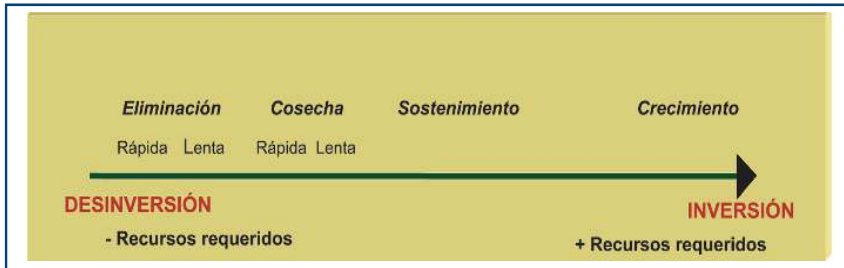 Eliminación Cosecha Sostenimiento Crecimiento
Rápida Lenta Rápida Lenta
DESINVERSIÓN INVERSIÓN
- Recursos requeridos + Recursos requeridos